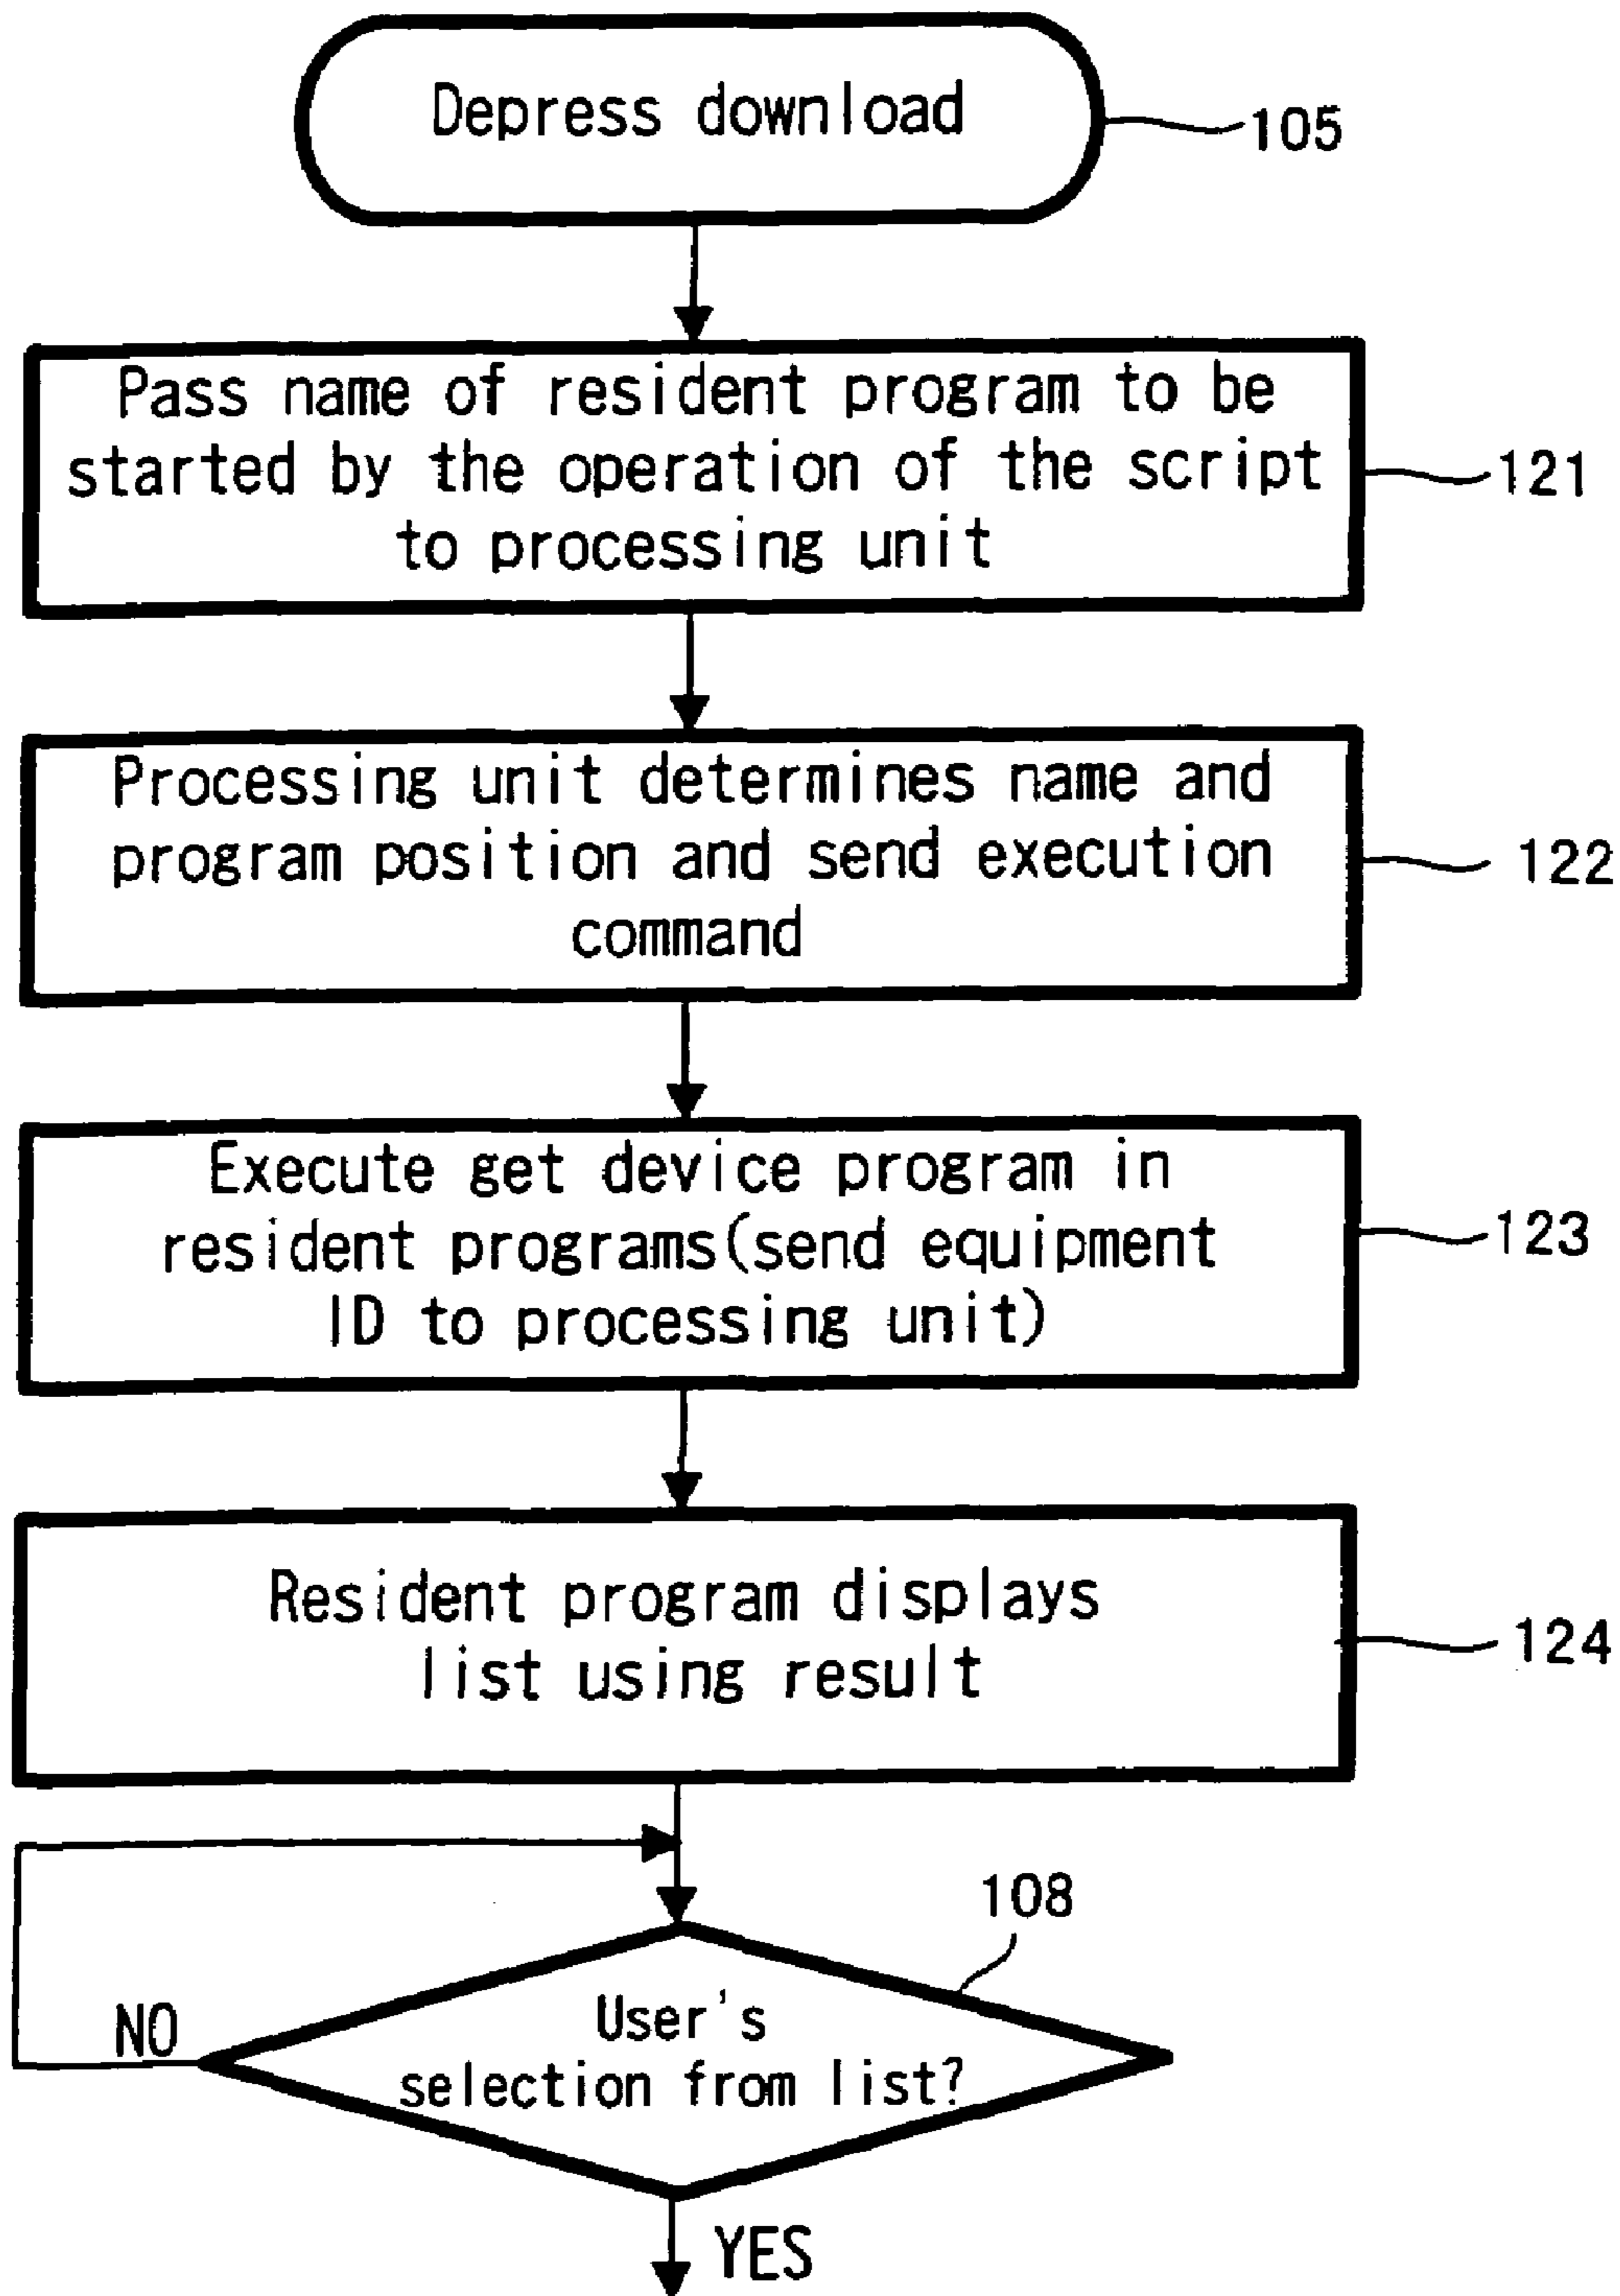 Depress download
105
Pass name of resident program to be
started by the operation of the script
to processing unit
121
Processing unit determines name and
program position and send execution
command
122
Execute get device program in
resident programs(send equipment
ID to processing unit)
123
Resident program displays
list using result
124
108
User's
selection from list?
NO
YES